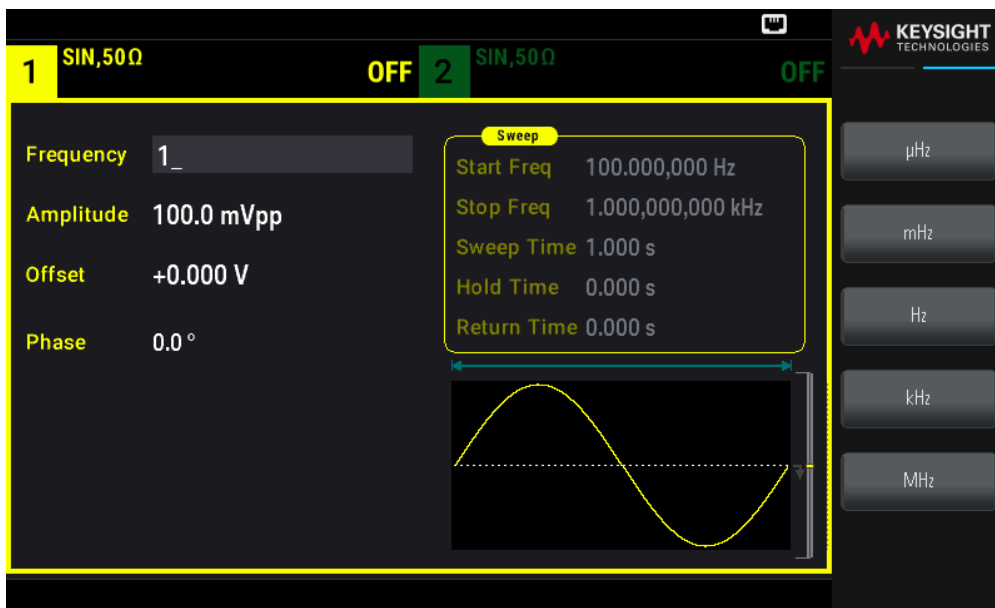 KEYSIGHT
TECHNOLOGIES
1 SIN,50Ω OFF 2 SIN,50Ω OFF
Frequency 1_
Amplitude 100.0 mVpp
Offset +0.000 V
Phase 0.0 °
Sweep
Start Freq 100.000,000 Hz
Stop Freq 1.000,000,000 kHz
Sweep Time 1.000 s
Hold Time 0.000 s
Return Time 0.000 s
µHz
mHz
Hz
kHz
MHz